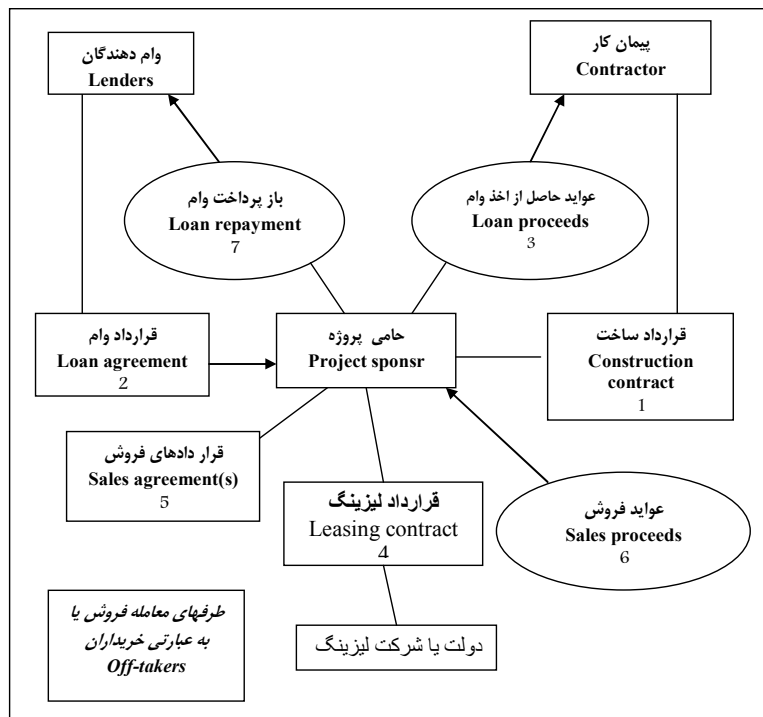 وام دهندگان
Lenders
پیمان کار
Contractor
باز پرداخت وام
Loan repayment
7
عواید حاصل از اخذ وام
Loan proceeds
3
قرارداد وام
Loan agreement
2
حامی پروژه
Project sponsr
قرارداد ساخت
Construction
contract
1
قرار دادهای فروش
Sales agreement(s)
5
قرارداد لیزینگ
Leasing contract
4
عواید فروش
Sales proceeds
6
طرفهای معامله فروش یا
به عبارتی خریداران
Off-takers
دولت یا شرکت لیزینگ